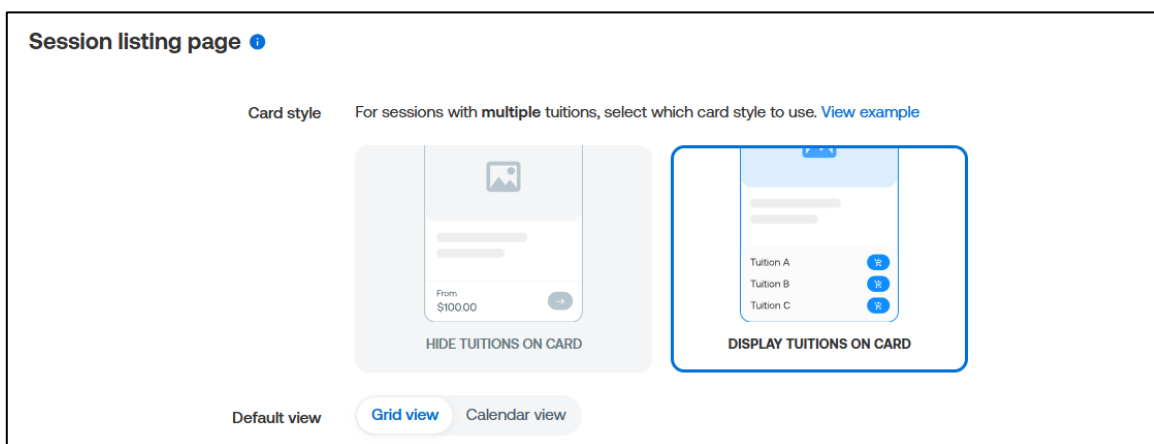 Session listing page
Card style
For sessions with multiple tuitions, select which card style to use. View example
From
$100.00
HIDE TUITIONS ON CARD
Tuition A
Tuition B
Tuition C
DISPLAY TUITIONS ON CARD
Default view
Grid view
Calendar view